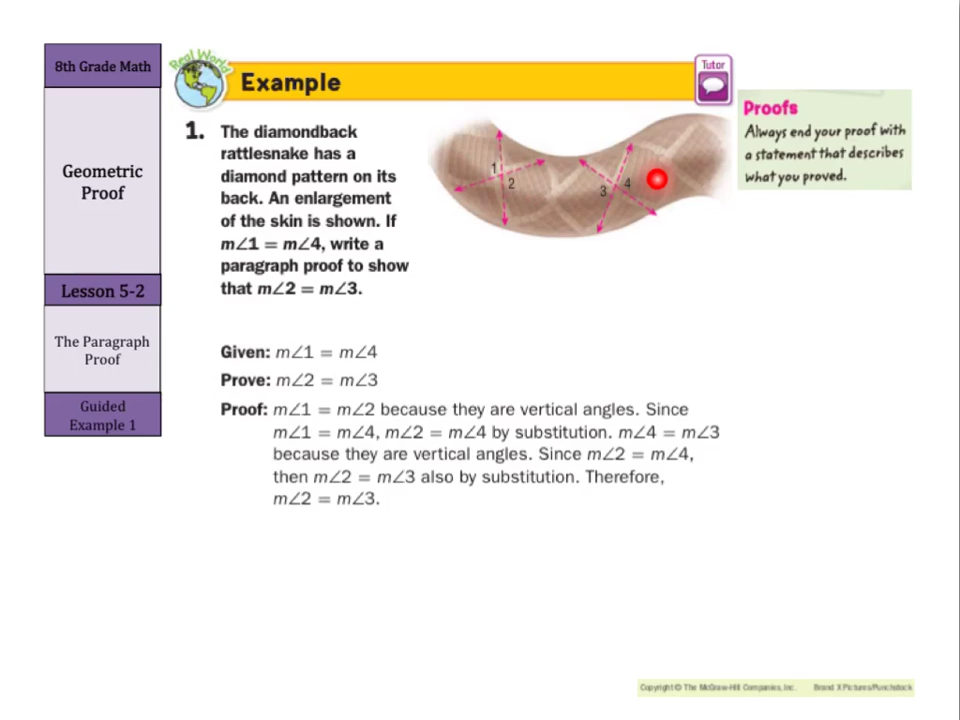 8th Grade Math
Geometric
Proof
Lesson 5-2
The Paragraph
Proof
Guided
Example 1
Real World
Example
Tutor
1. The diamondback
rattlesnake has a
diamond pattern on its
back. An enlargement
of the skin is shown. If
m∠1 = m∠4, write a
paragraph proof to show
that m∠2 = m∠3.
1
2
3
4
Proofs
Always end your proof with
a statement that describes
what you proved.
Given: m∠1 = m∠4
Prove: m∠2 = m∠3
Proof: m∠1 = m∠2 because they are vertical angles. Since
m∠1 = m∠4, m∠2 = m∠4 by substitution. m∠4 = m∠3
because they are vertical angles. Since m∠2 = m∠4,
then m∠2 = m∠3 also by substitution. Therefore,
m∠2 = m∠3.
Copyright © The McGraw-Hill Companies, Inc. Brand X Pictures/Punchstock